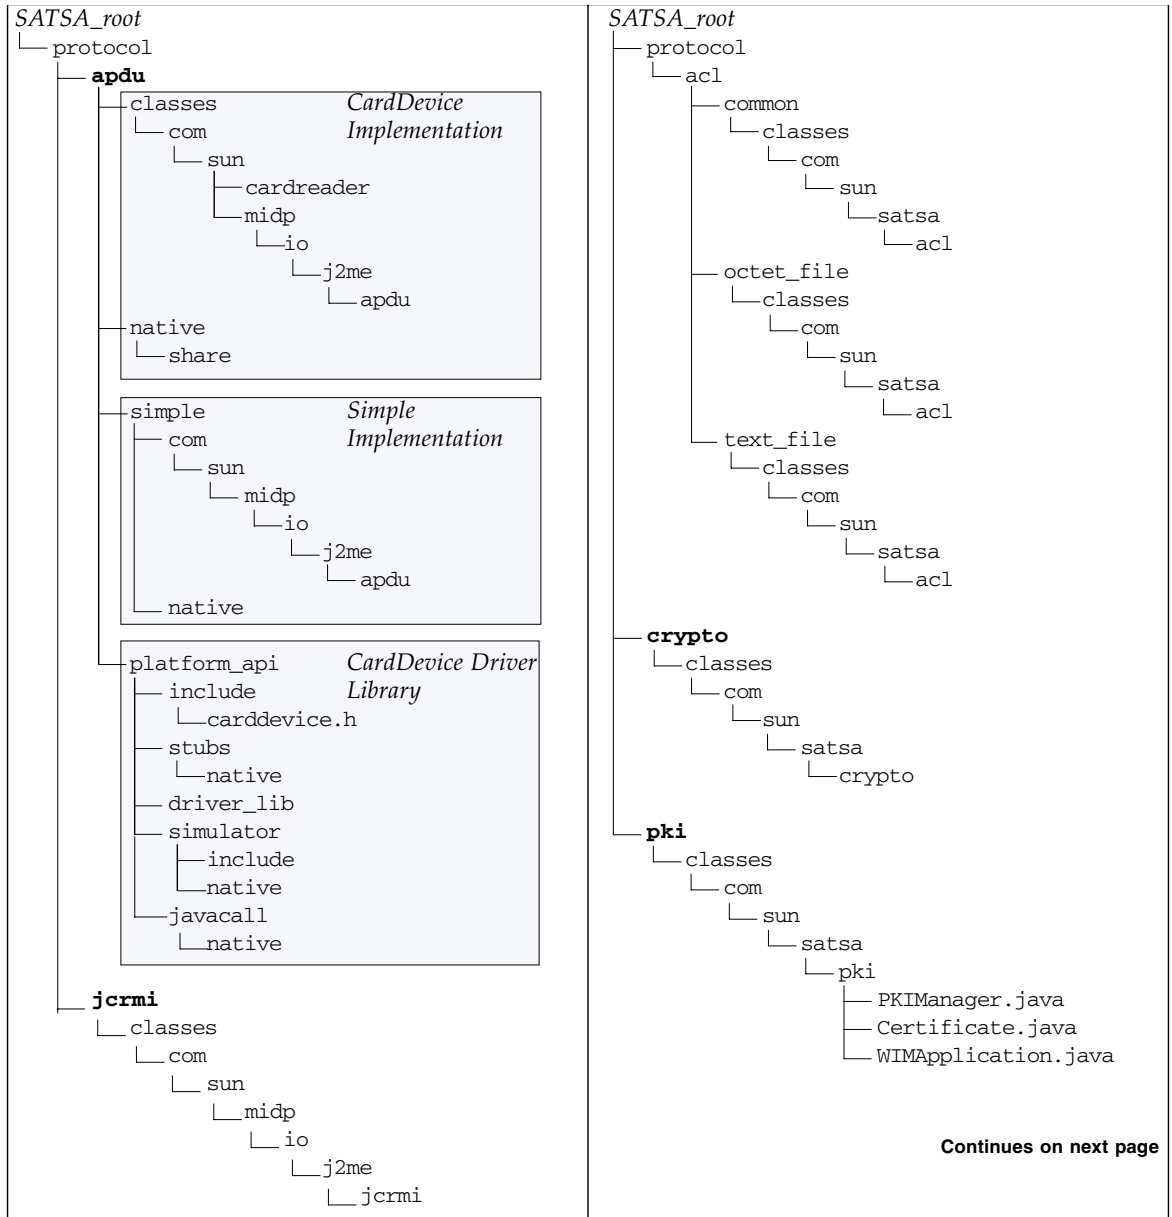 SATSA_root
protocol
apdu
classes
CardDevice
Implementation
com
sun
cardreader
midp
io
j2me
apdu
native
share
simple
Simple
Implementation
com
sun
midp
io
j2me
apdu
native
platform_api
CardDevice Driver
Library
include
carddevice.h
stubs
native
driver_lib
simulator
include
native
javacall
native
jcrmi
classes
com
sun
midp
io
j2me
jcrmi
SATSA_root
protocol
acl
common
classes
com
sun
satsa
acl
octet_file
classes
com
sun
satsa
acl
text_file
classes
com
sun
satsa
acl
crypto
classes
com
sun
satsa
crypto
pki
classes
com
sun
satsa
pki
PKIManager.java
Certificate.java
WIMApplication.java
Continues on next page